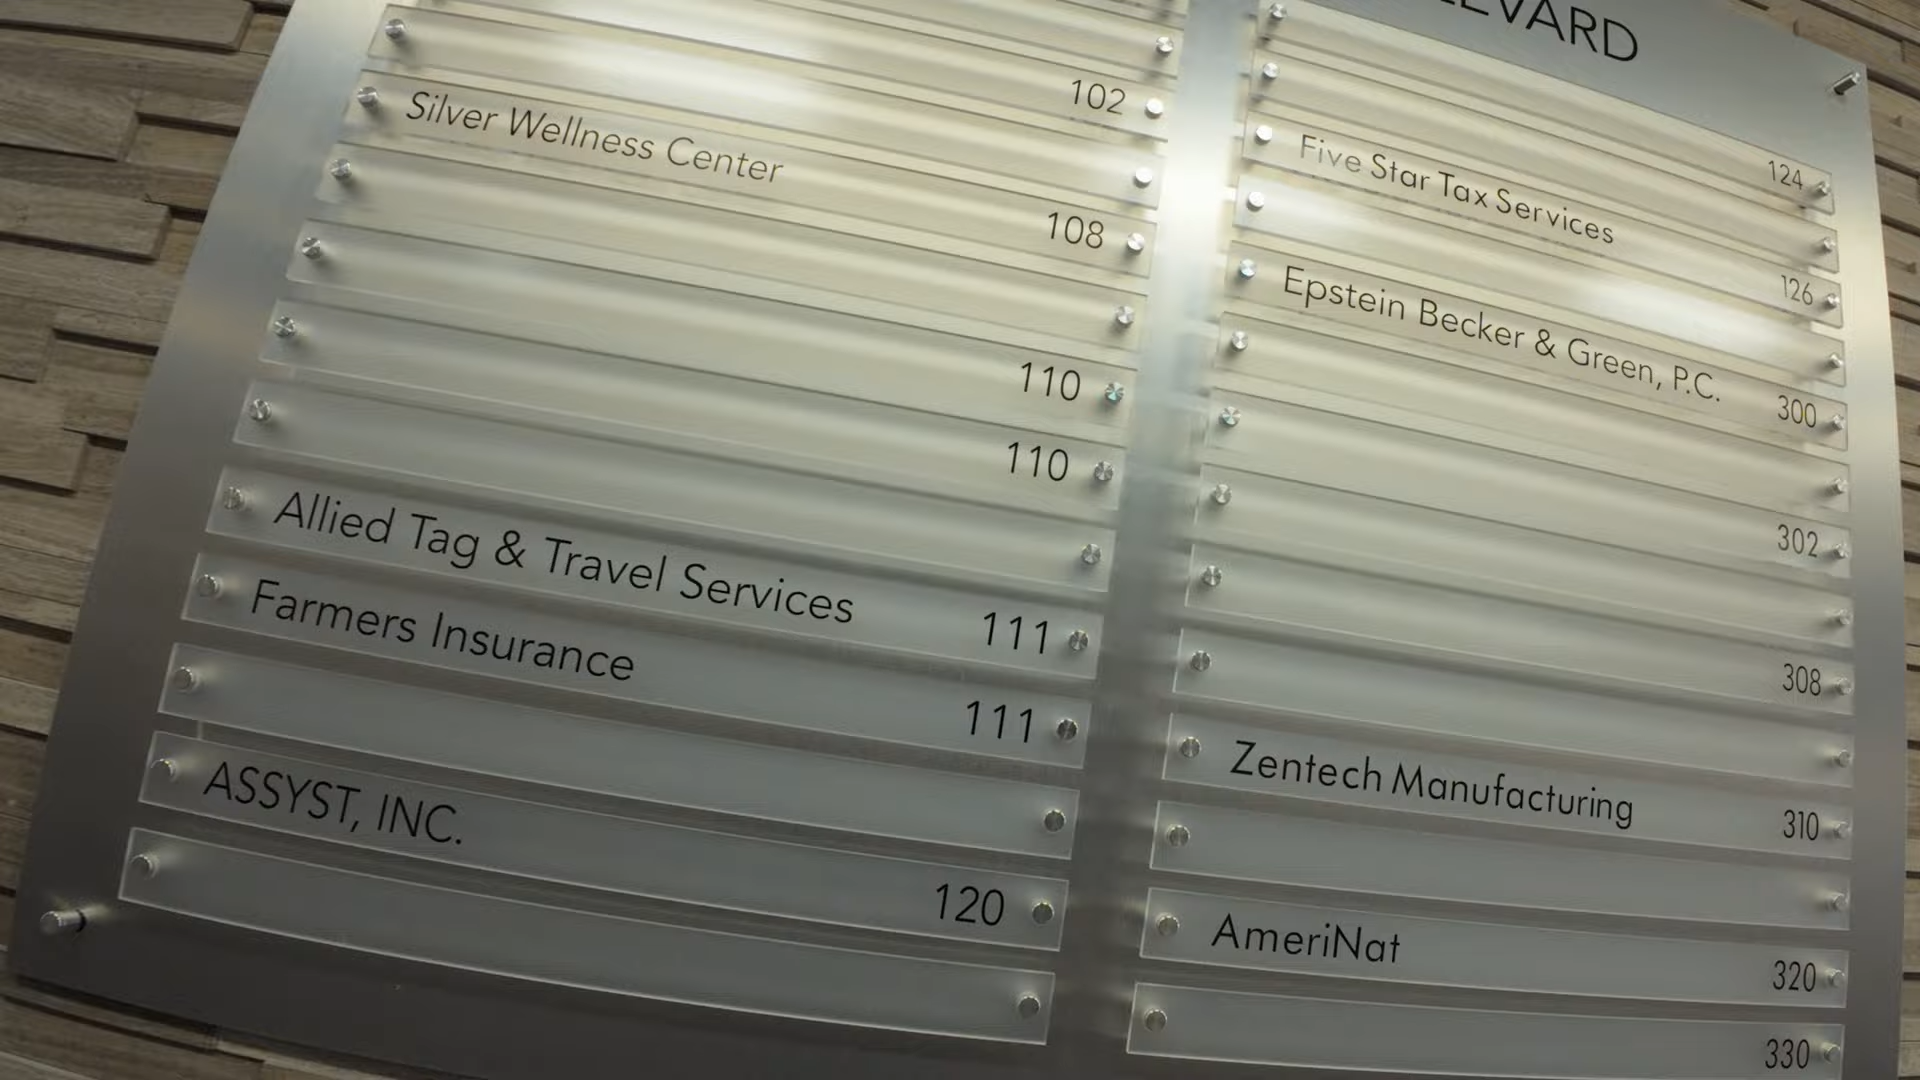 LEVARD
102
Silver Wellness Center 108
110
110
Allied Tag & Travel Services 111
Farmers Insurance 111
ASSYST, INC. 120
124
Five Star Tax Services 126
Epstein Becker & Green, P.C. 300
302
308
Zentech Manufacturing 310
AmeriNat 320
330